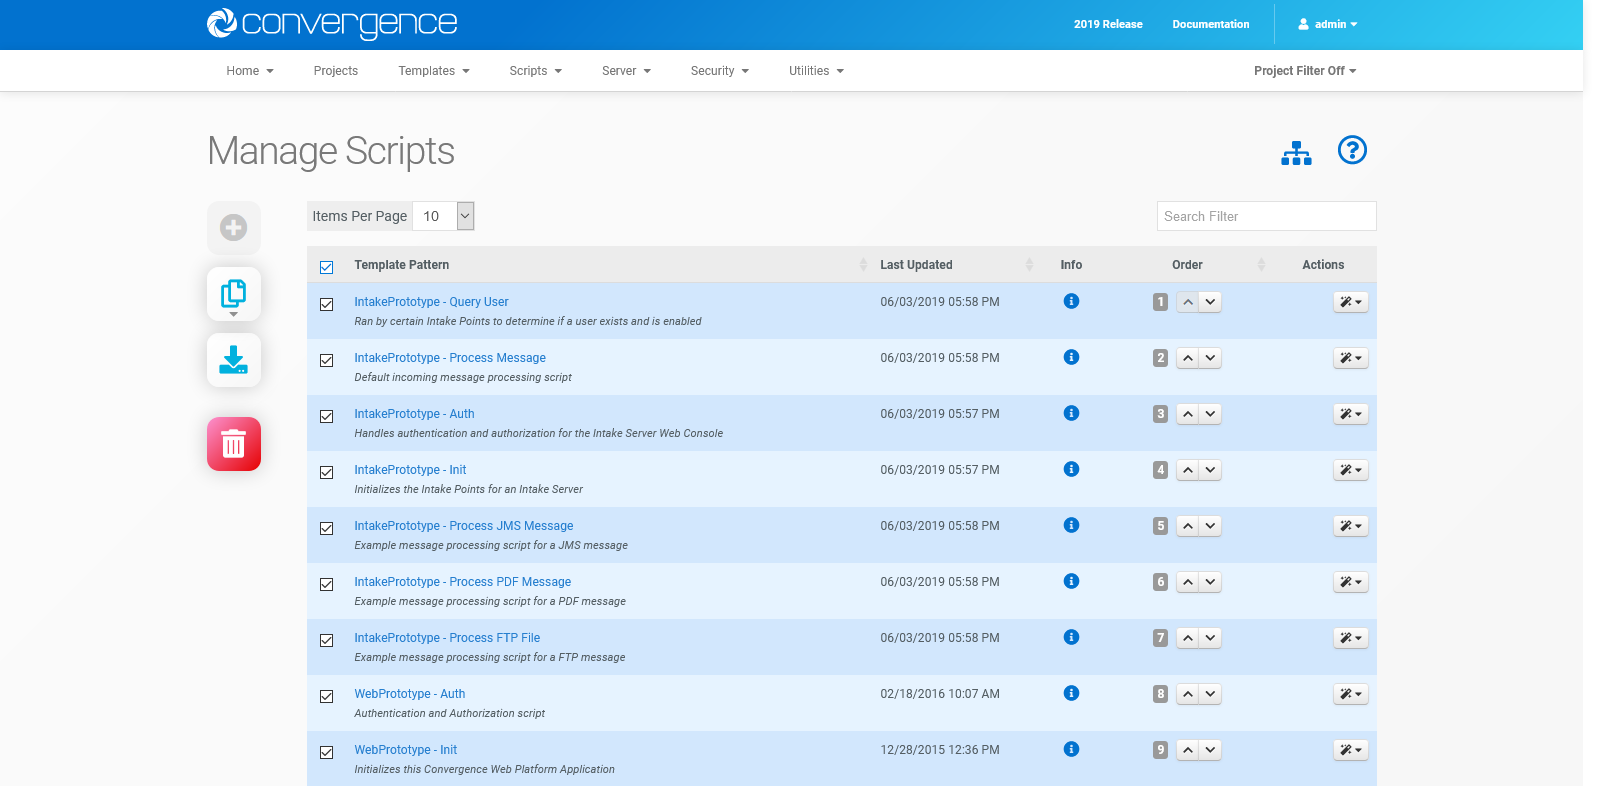 convergence
2019 Release Documentation admin
Home Projects Templates Scripts Server Security Utilities Project Filter Off
Manage Scripts
Items Per Page 10 Search Filter
Template Pattern Last Updated Info Order Actions
IntakePrototype - Query User 06/03/2019 05:58 PM 1
Ran by certain Intake Points to determine if a user exists and is enabled
IntakePrototype - Process Message 06/03/2019 05:58 PM 2
Default incoming message processing script
IntakePrototype - Auth 06/03/2019 05:57 PM 3
Handles authentication and authorization for the Intake Server Web Console
IntakePrototype - Init 06/03/2019 05:57 PM 4
Initializes the Intake Points for an Intake Server
IntakePrototype - Process JMS Message 06/03/2019 05:58 PM 5
Example message processing script for a JMS message
IntakePrototype - Process PDF Message 06/03/2019 05:58 PM 6
Example message processing script for a PDF message
IntakePrototype - Process FTP File 06/03/2019 05:58 PM 7
Example message processing script for a FTP message
WebPrototype - Auth 02/18/2016 10:07 AM 8
Authentication and Authorization script
WebPrototype - Init 12/28/2015 12:36 PM 9
Initializes this Convergence Web Platform Application